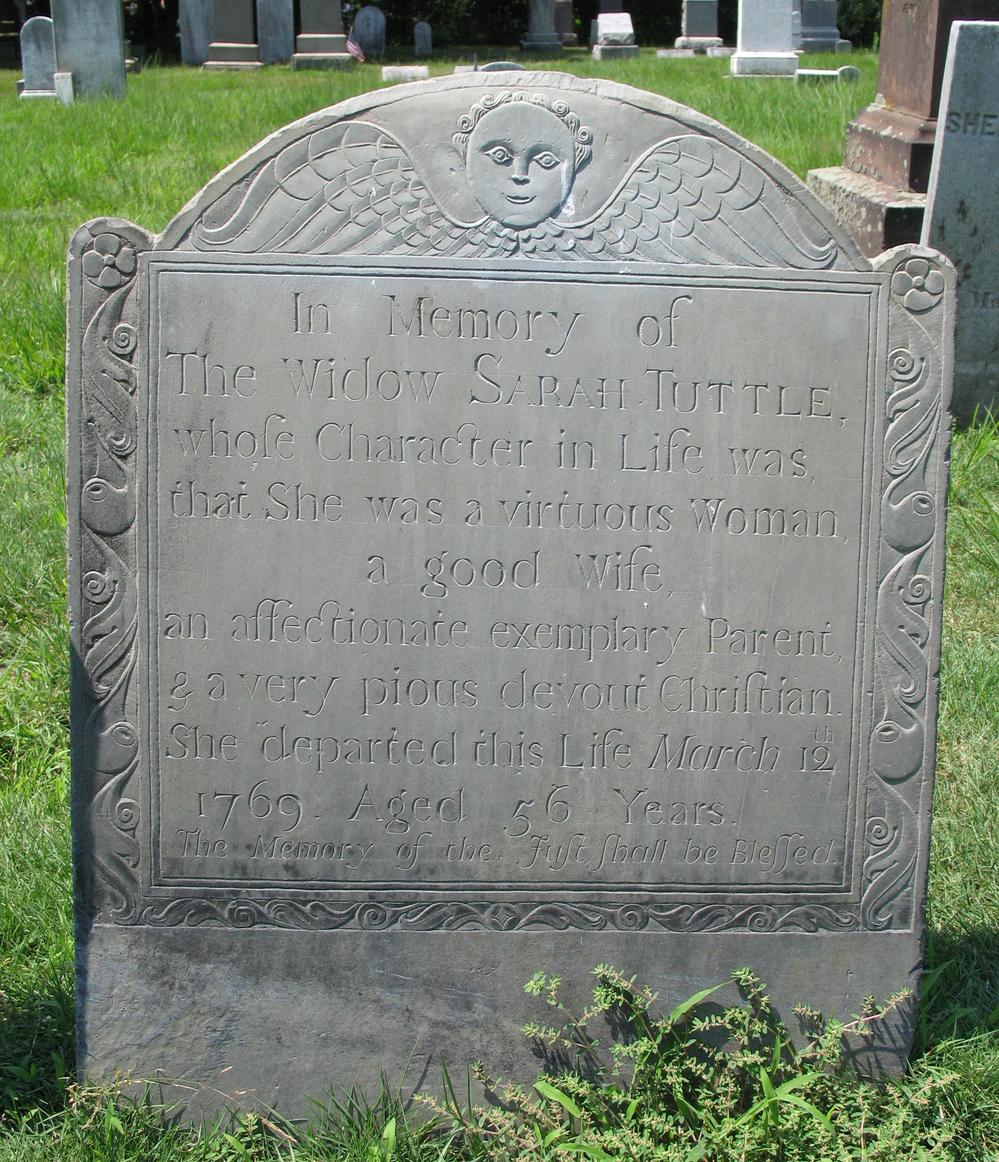 In Memory of
The Widow SARAH TUTTLE,
whoſe Character in Life was,
that She was a virtuous Woman,
a good Wife,
an affectionate exemplary Parent,
& a very pious devout Chriſtian.
She departed this Life March 12th
1769. Aged 56 Years.
The Memory of the Juſt ſhall be Bleſſed.
SHE